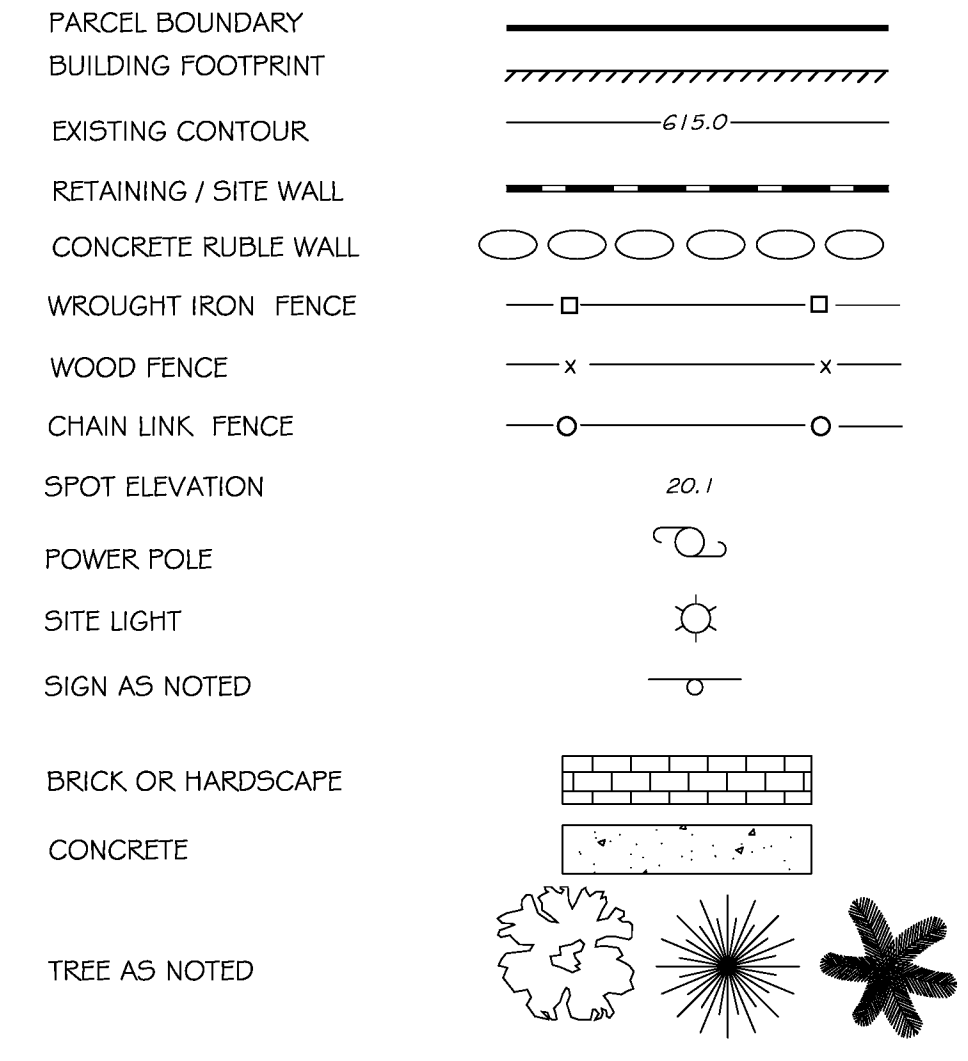 PARCEL BOUNDARY
BUILDING FOOTPRINT
EXISTING CONTOUR 615.0
RETAINING / SITE WALL
CONCRETE RUBLE WALL
WROUGHT IRON FENCE
WOOD FENCE
CHAIN LINK FENCE
SPOT ELEVATION 20.1
POWER POLE
SITE LIGHT
SIGN AS NOTED
BRICK OR HARDSCAPE
CONCRETE
TREE AS NOTED